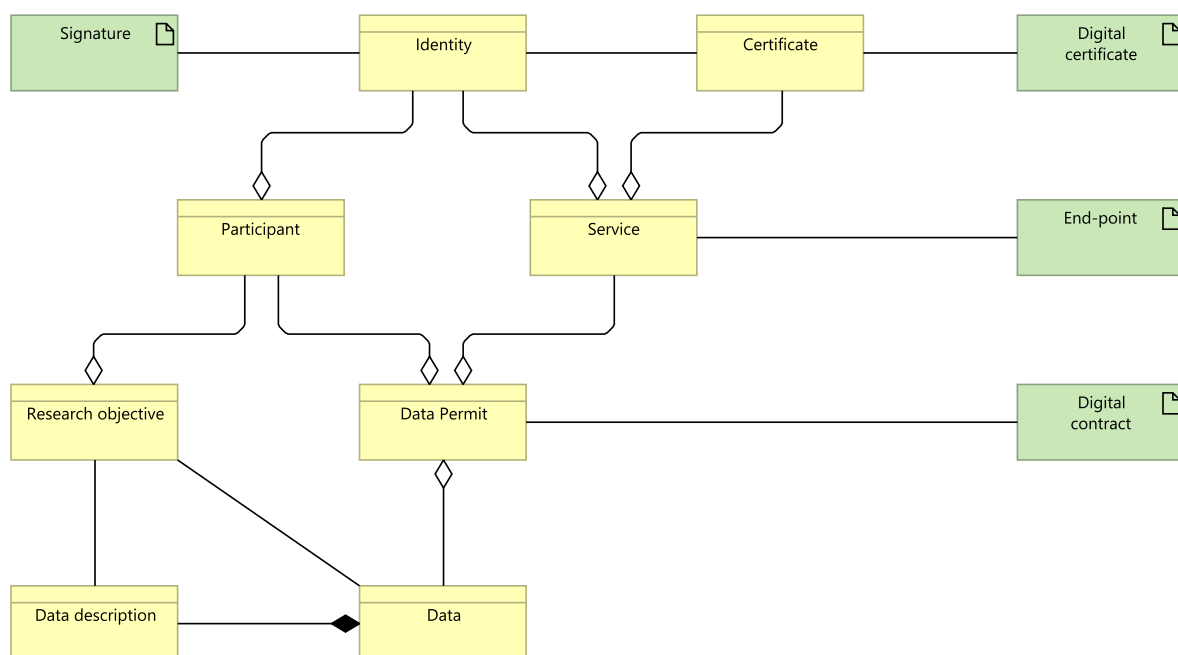 Signature
Identity
Certificate
Digital
certificate
Participant
Service
End-point
Research objective
Data Permit
Digital
contract
Data description
Data